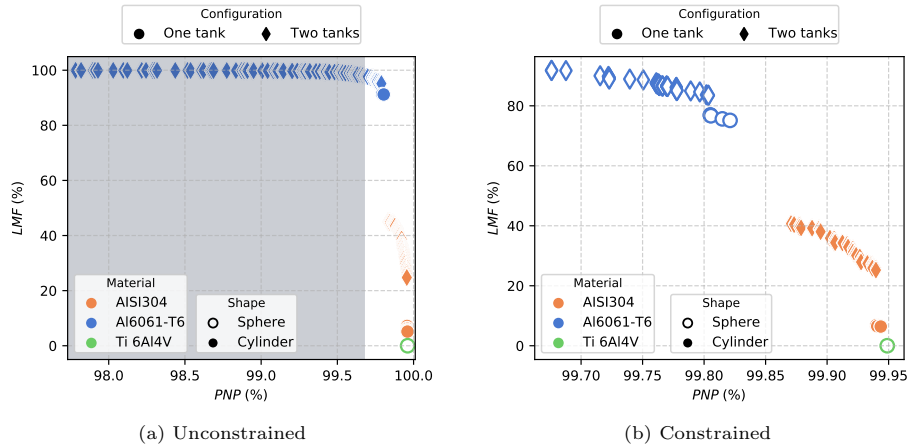 Configuration
One tank
Two tanks
100
80
60
40
20
0
LMF (%)
Material
AISI304
Al6061-T6
Ti 6Al4V
Shape
Sphere
Cylinder
98.0
98.5
99.0
99.5
100.0
PNP (%)
(a) Unconstrained
Configuration
One tank
Two tanks
100
80
60
40
20
0
LMF (%)
Material
AISI304
Al6061-T6
Ti 6Al4V
Shape
Sphere
Cylinder
99.70
99.75
99.80
99.85
99.90
99.95
PNP (%)
(b) Constrained